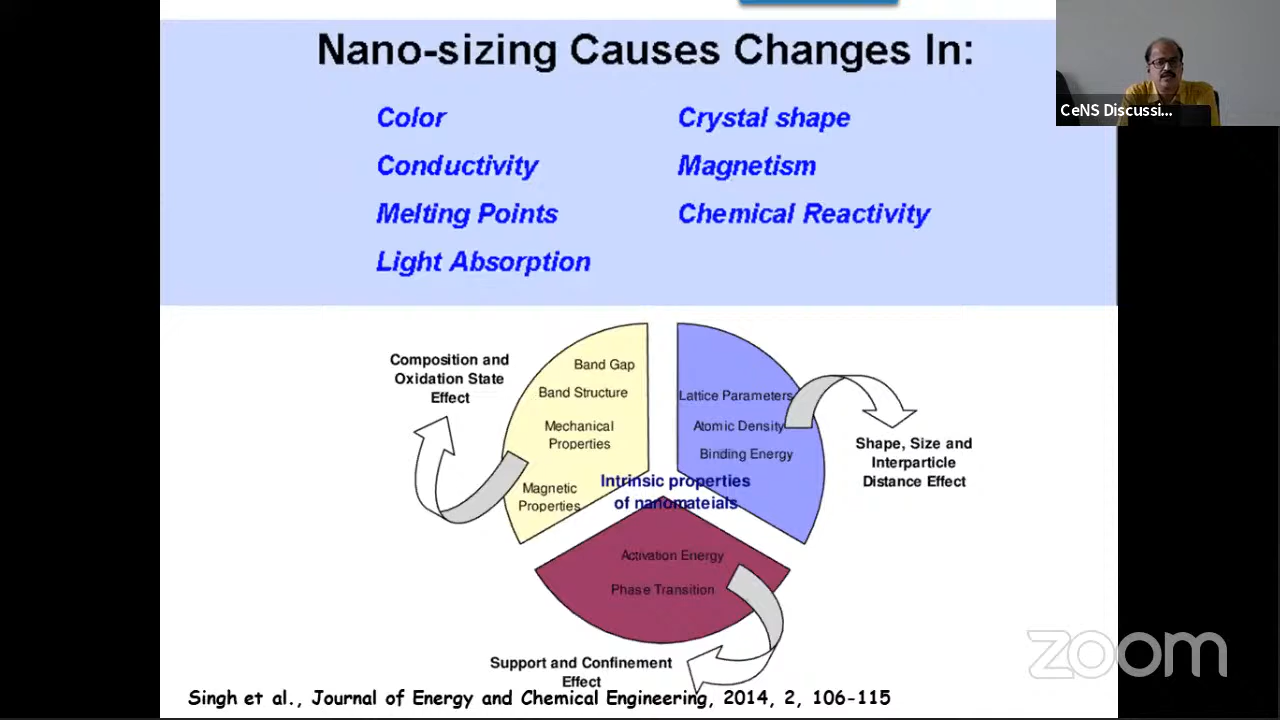 Nano-sizing Causes Changes In:
Color
Conductivity
Melting Points
Light Absorption
Crystal shape
Magnetism
Chemical Reactivity
CeNS Discussi...
Composition and
Oxidation State
Effect
Band Gap
Band Structure
Mechanical
Properties
Magnetic
Properties
Lattice Parameters
Atomic Density
Binding Energy
Shape, Size and
Interparticle
Distance Effect
Intrinsic properties
of nanomateials
Activation Energy
Phase Transition
Support and Confinement
Effect
Singh et al., Journal of Energy and Chemical Engineering, 2014, 2, 106-115
zoom